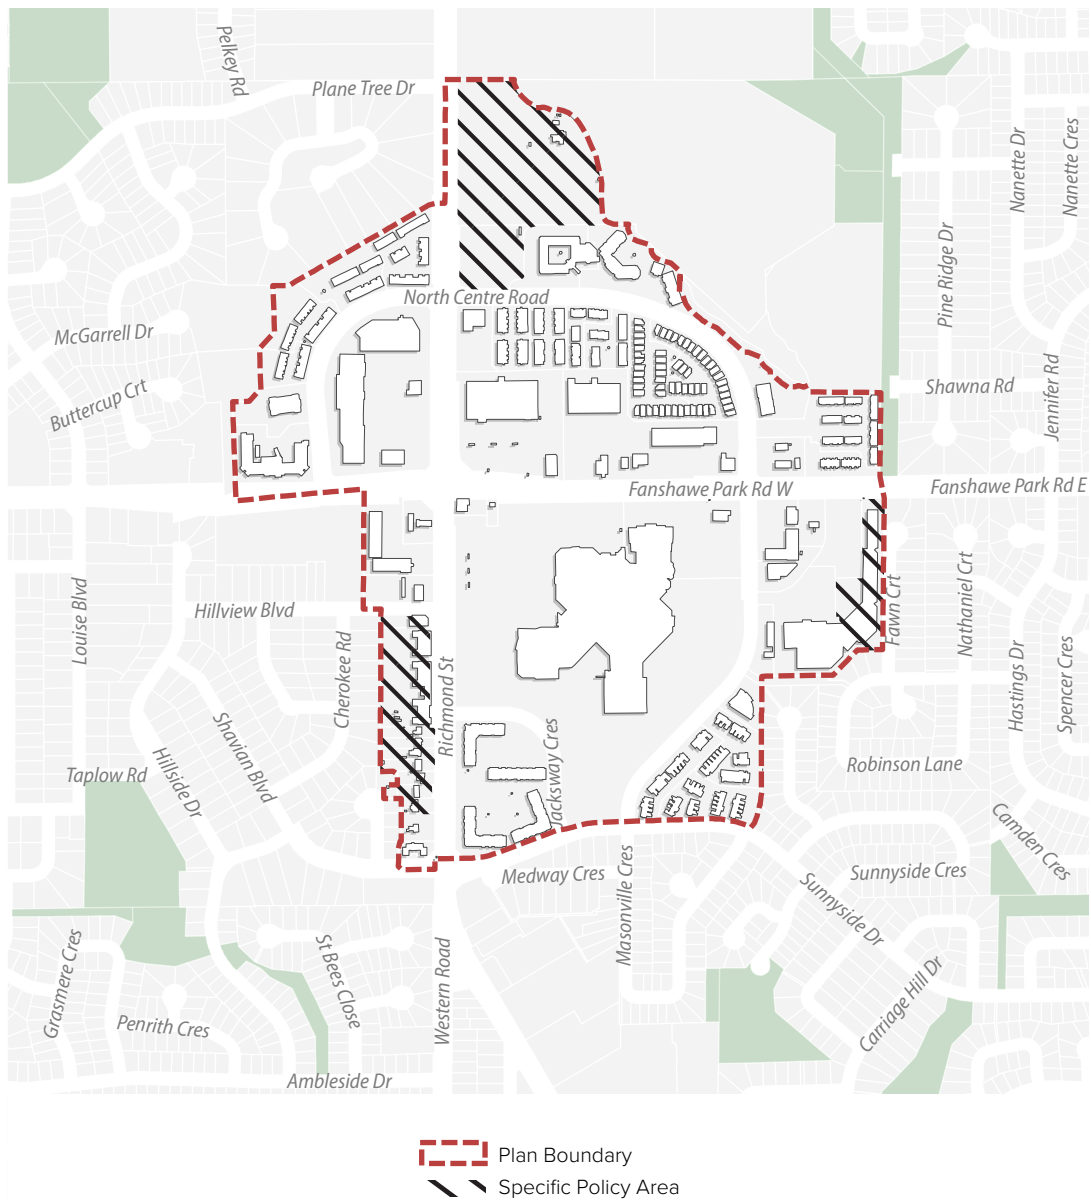 Pelkey Rd
Plane Tree Dr
Nanette Dr
Nanette Cres
Pine Ridge Dr
North Centre Road
McGarrell Dr
Buttercup Crt
Shawna Rd
Jennifer Rd
Fanshawe Park Rd W
Fanshawe Park Rd E
Louise Blvd
Hillview Blvd
Cherokee Rd
Richmond St
Fawn Crt
Nathaniel Crt
Hastings Dr
Spencer Cres
Shavian Blvd
Hillside Dr
Taplow Rd
Jacksway Cres
Robinson Lane
Camden Cres
Medway Cres
Masonville Cres
Sunnyside Cres
Sunnyside Dr
Western Road
St Bees Close
Grasmere Cres
Penrith Cres
Carriage Hill Dr
Ambleside Dr
Plan Boundary
Specific Policy Area